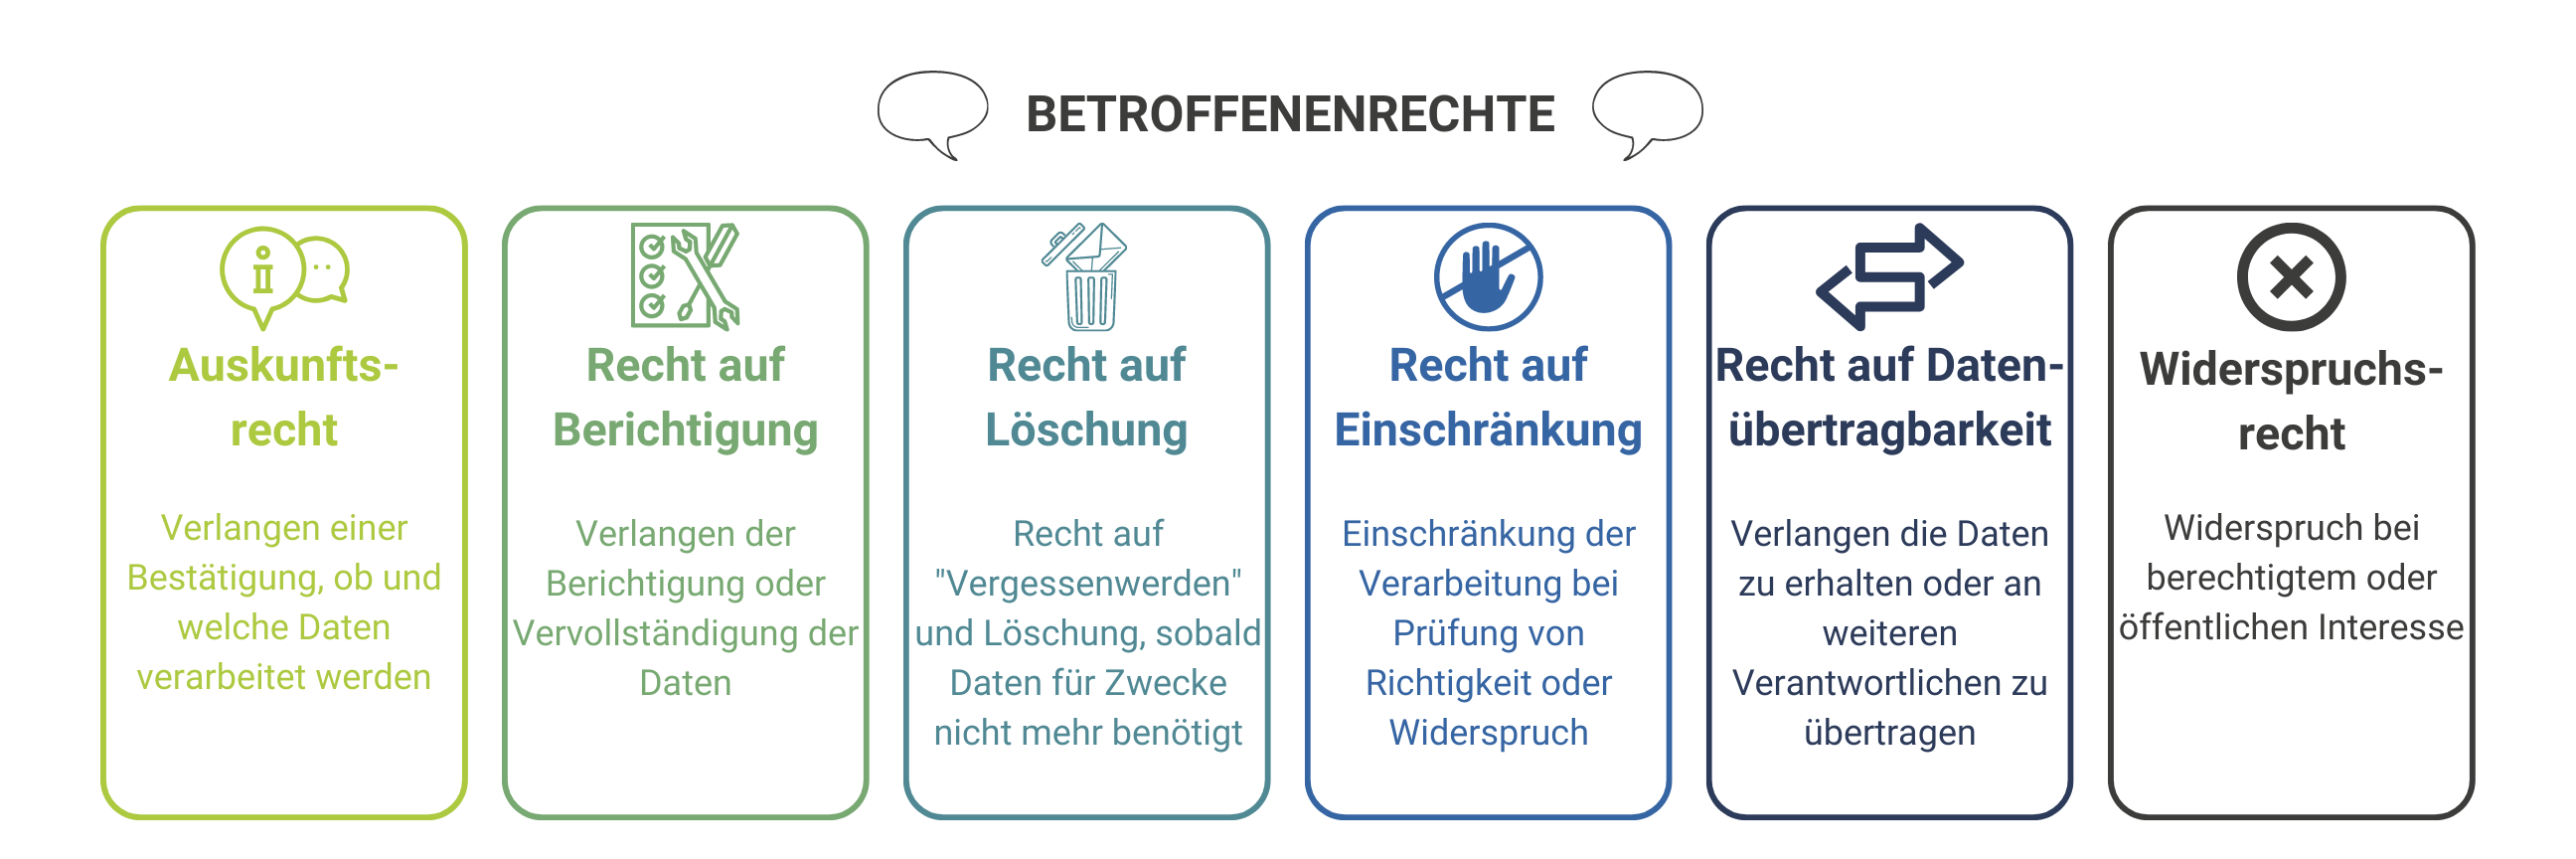 BETROFFENENRECHTE
Auskunfts-
recht
Verlangen einer
Bestätigung, ob und
welche Daten
verarbeitet werden
Recht auf
Berichtigung
Verlangen der
Berichtigung oder
Vervollständigung der
Daten
Recht auf
Löschung
Recht auf
"Vergessenwerden"
und Löschung, sobald
Daten für Zwecke
nicht mehr benötigt
Recht auf
Einschränkung
Einschränkung der
Verarbeitung bei
Prüfung von
Richtigkeit oder
Widerspruch
Recht auf Daten-
übertragbarkeit
Verlangen die Daten
zu erhalten oder an
weiteren
Verantwortlichen zu
übertragen
Widerspruchs-
recht
Widerspruch bei
berechtigtem oder
öffentlichen Interesse